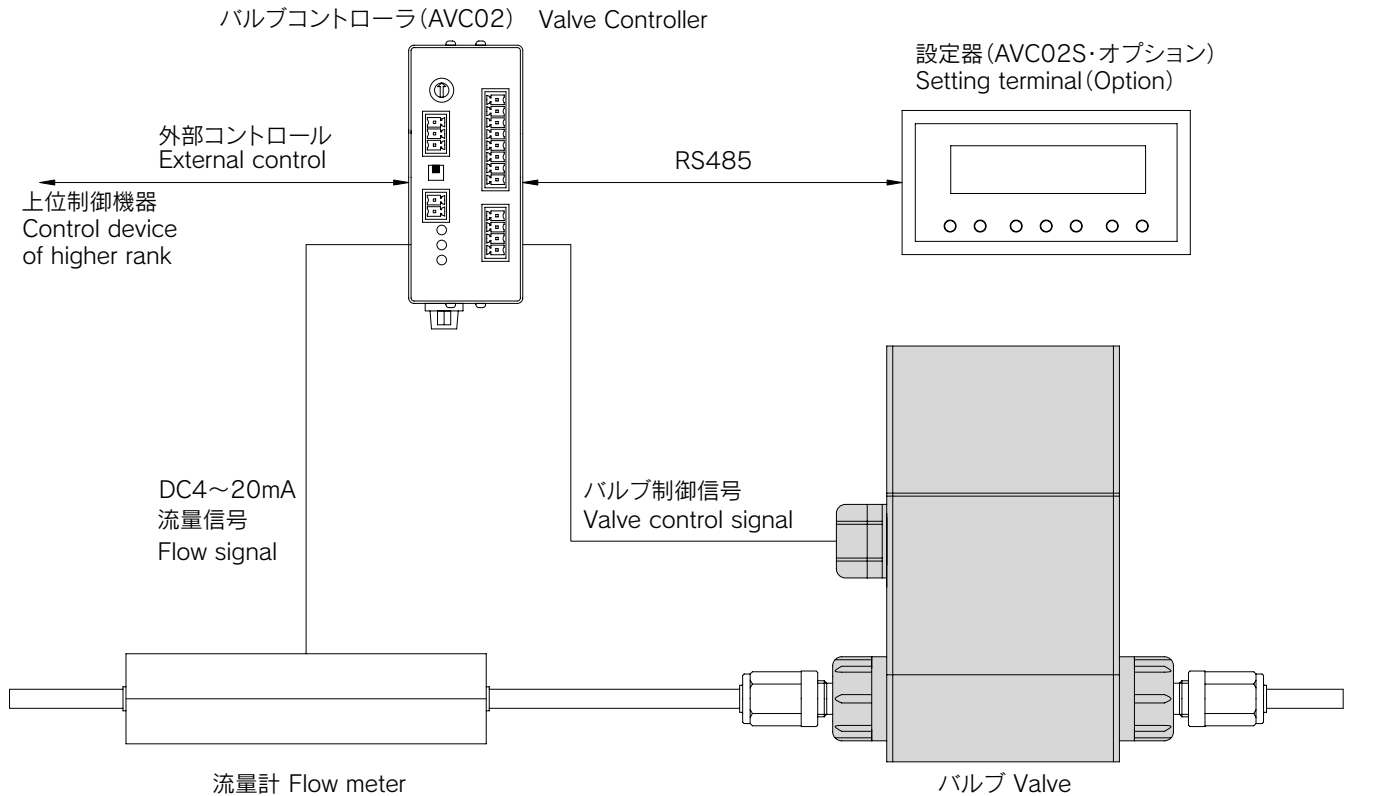 バルブコントローラ(AVC02) Valve Controller
設定器(AVC02S・オプション)
Setting terminal(Option)
外部コントロール
External control
RS485
上位制御機器
Control device
of higher rank
DC4～20mA
流量信号
Flow signal
バルブ制御信号
Valve control signal
流量計 Flow meter
バルブ Valve